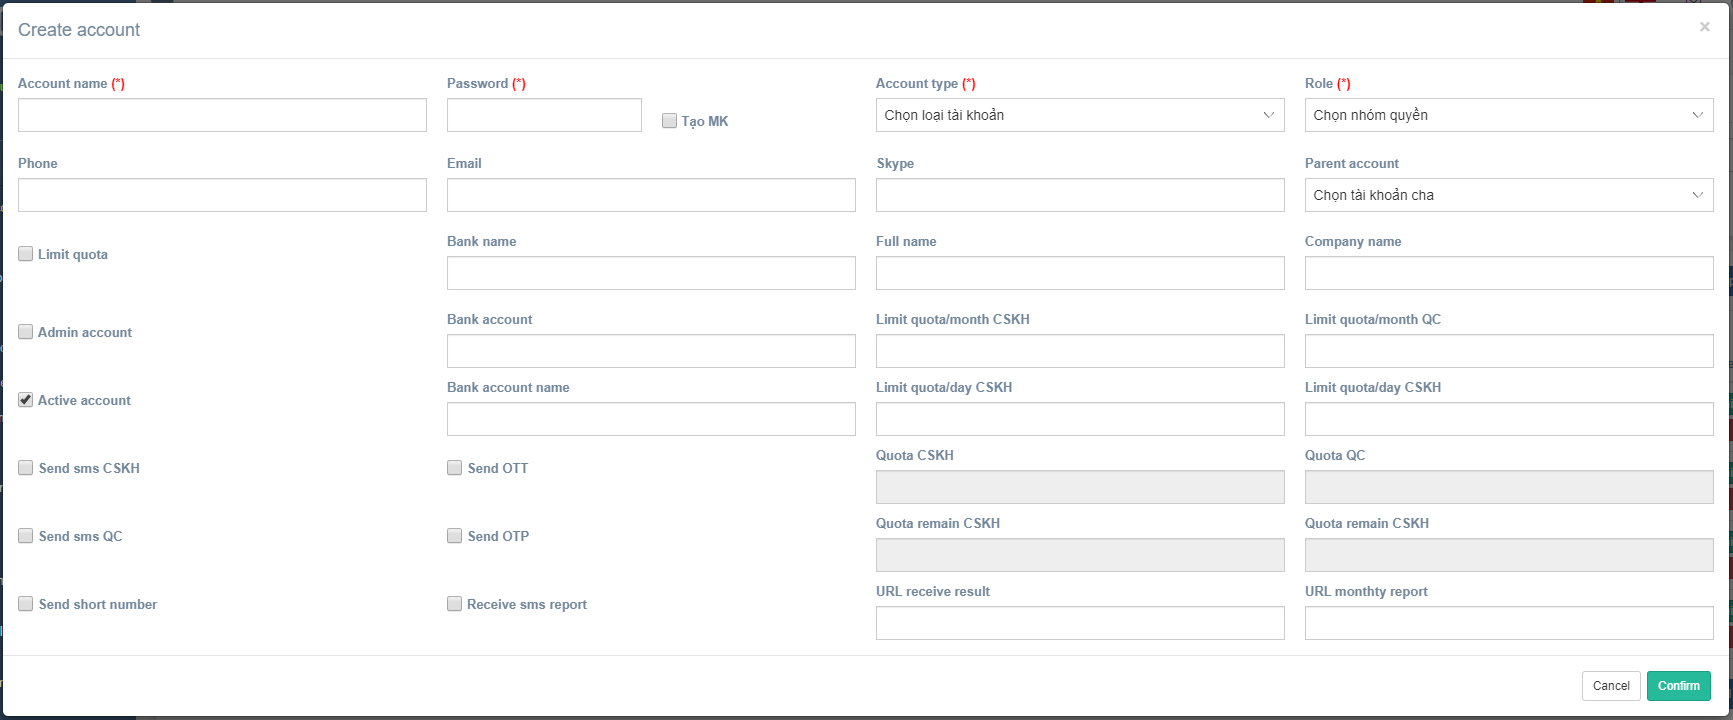 Create account ×
Account name (*) Password (*) Account type (*) Role (*)
Tạo MK Chọn loại tài khoản Chọn nhóm quyền
Phone Email Skype Parent account
Chọn tài khoản cha
Limit quota Bank name Full name Company name
Admin account Bank account Limit quota/month CSKH Limit quota/month QC
Active account Bank account name Limit quota/day CSKH Limit quota/day CSKH
Send sms CSKH Send OTT Quota CSKH Quota QC
Send sms QC Send OTP Quota remain CSKH Quota remain CSKH
Send short number Receive sms report URL receive result URL monthty report
Cancel Confirm